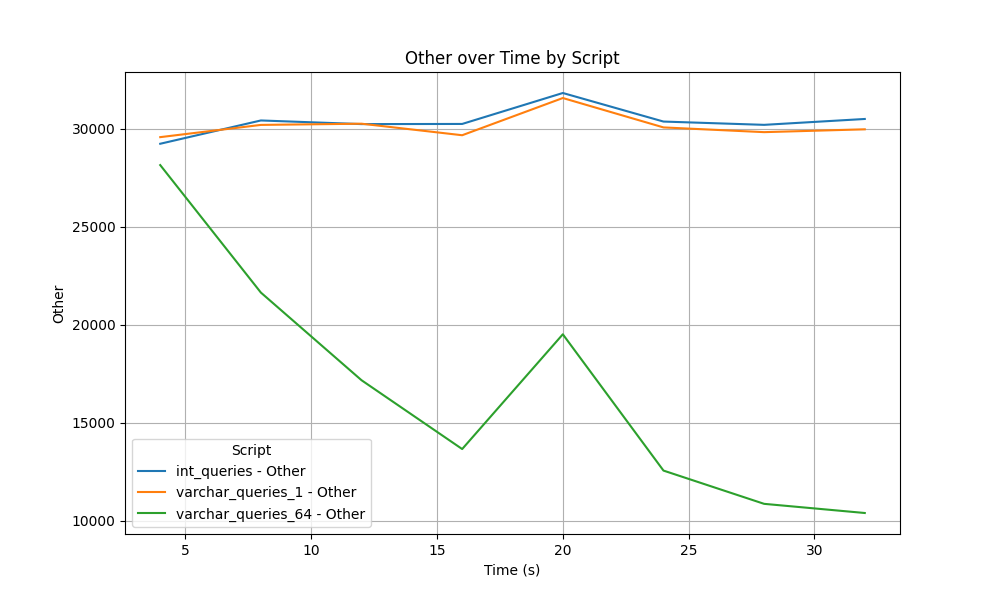 Other over Time by Script
Other
30000
25000
20000
15000
10000
Script
int_queries - Other
varchar_queries_1 - Other
varchar_queries_64 - Other
5 10 15 20 25 30
Time (s)